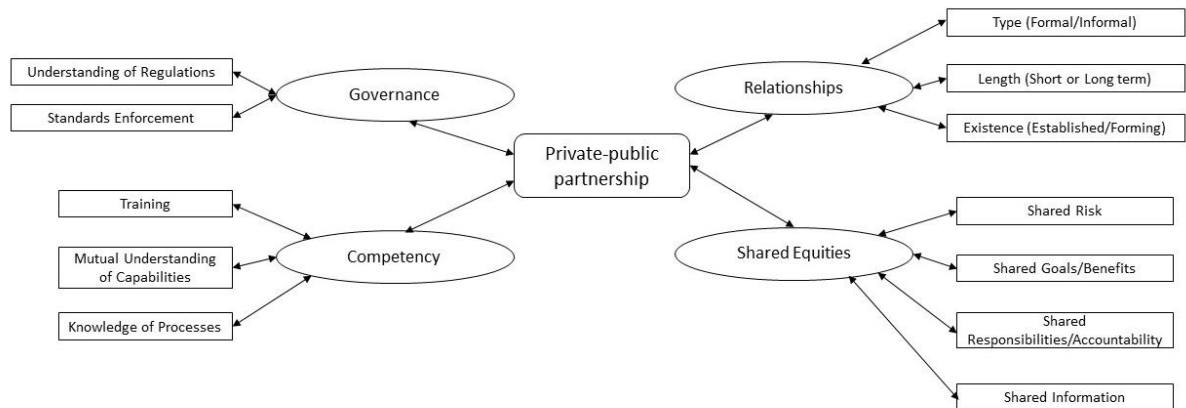 Type (Formal/Informal)
Understanding of Regulations
Governance
Relationships
Length (Short or Long term)
Standards Enforcement
Existence (Established/Forming)
Private-public
partnership
Training
Shared Risk
Mutual Understanding
of Capabilities
Competency
Shared Equities
Shared Goals/Benefits
Knowledge of Processes
Shared
Responsibilities/Accountability
Shared Information